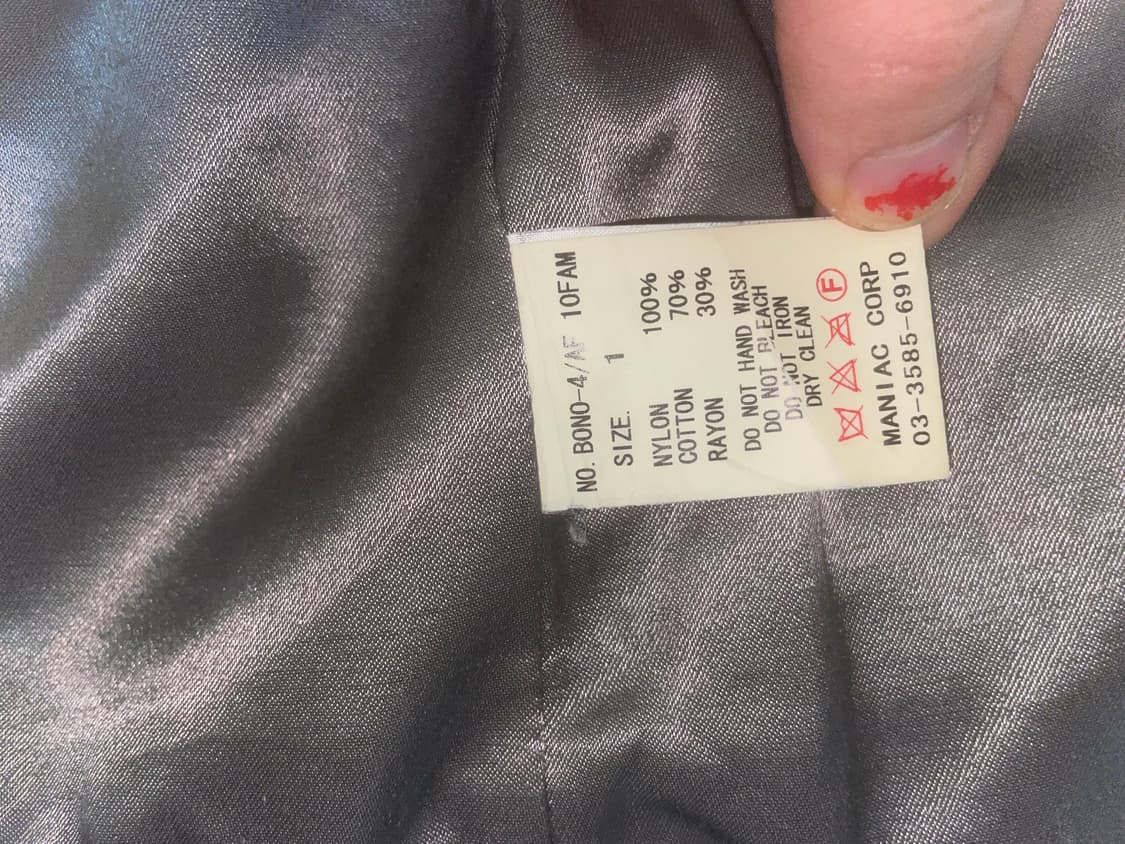 NO. BONO-4/AF 10FAM
SIZE. 1
NYLON 100%
COTTON 70%
RAYON 30%
DO NOT HAND WASH
DO NOT BLEACH
DO NOT IRON
DRY CLEAN
F
MANIAC CORP
03-3585-6910